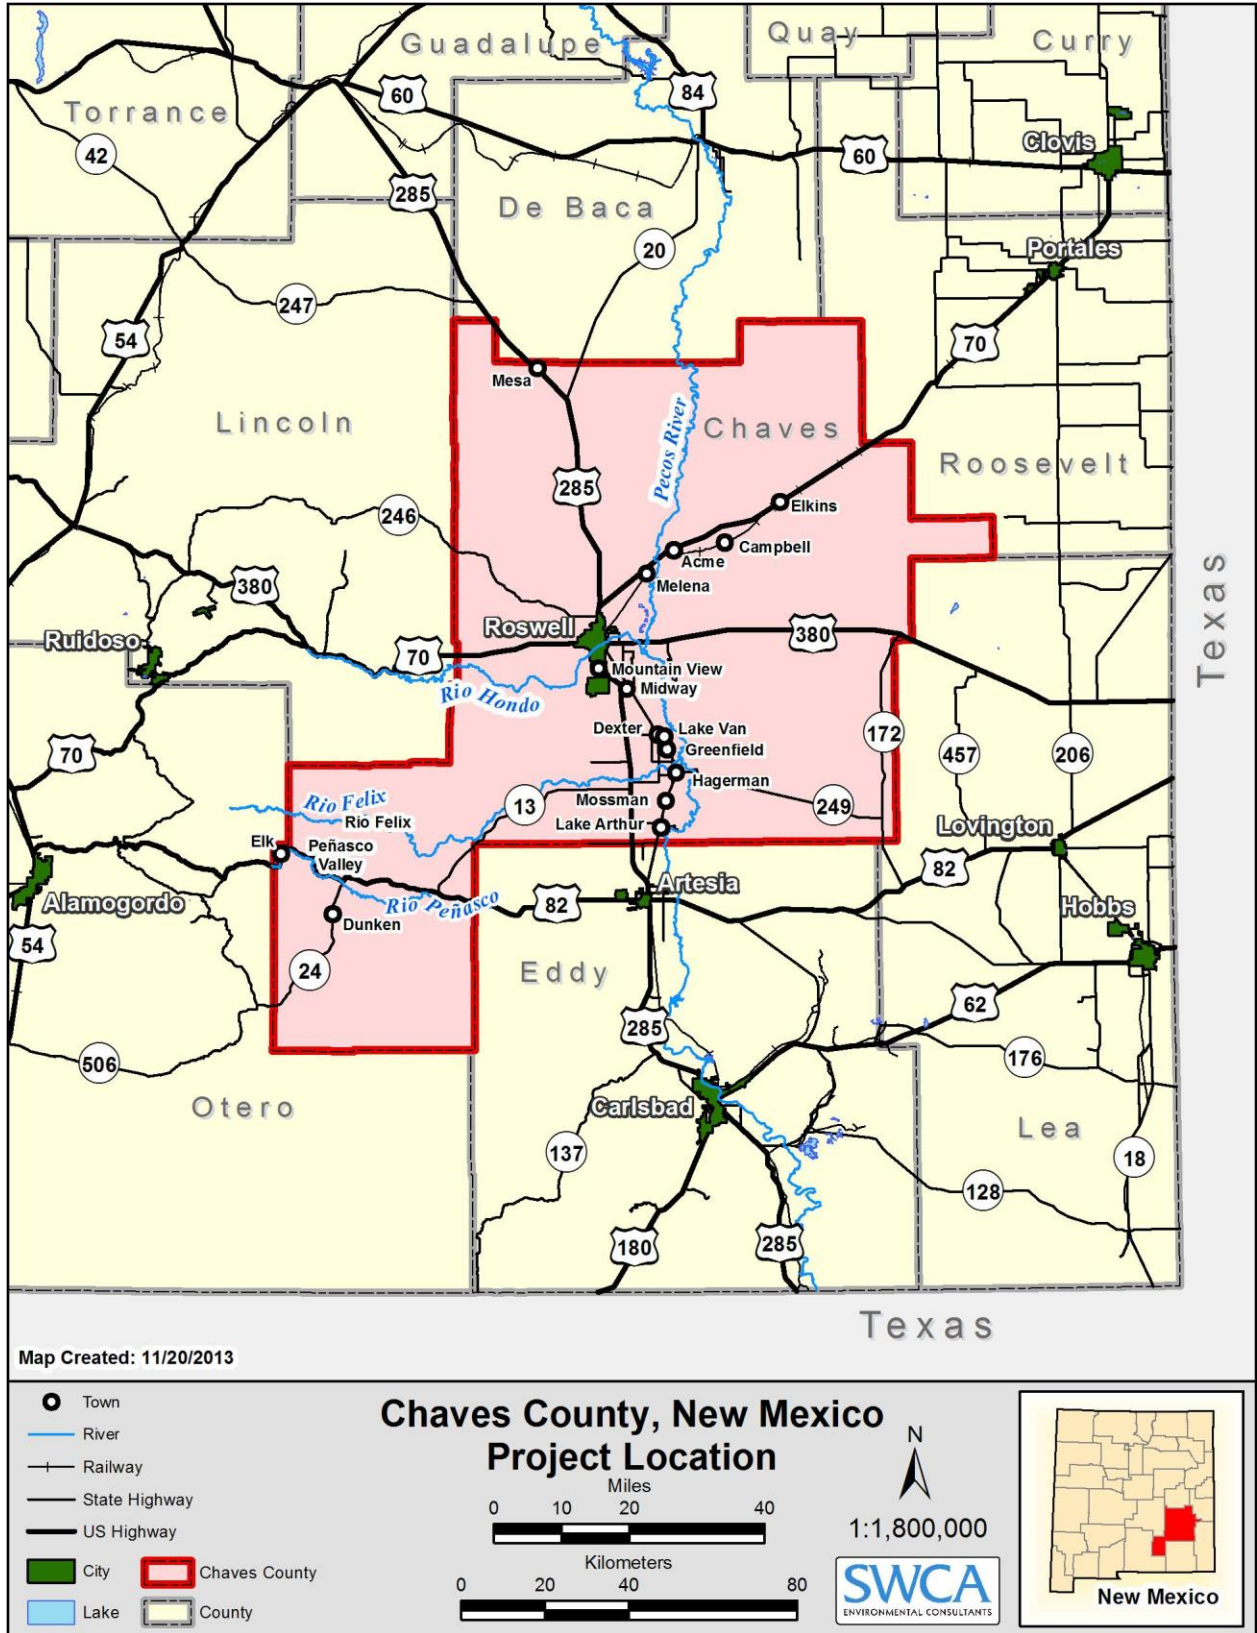 Guadalupe
Quay
Curry
84
60
Torrance
42
Clovis
60
285
De Baca
20
Portales
247
54
70
Mesa
Lincoln
Chaves
Pecos River
Roosevelt
285
Elkins
246
Campbell
Acme
Melena
380
Texas
Roswell
380
Ruidoso
70
Mountain View
Midway
Rio Hondo
Dexter
Lake Van
172
457
206
70
Greenfield
Hagerman
Rio Felix
13
Mossman
249
Rio Felix
Lake Arthur
Lovington
Elk
Peñasco
Valley
82
Artesia
Alamogordo
Rio Peñasco
82
Hobbs
Dunken
54
24
Eddy
62
285
506
176
Otero
Carlsbad
Lea
137
18
128
180
285
Texas
Map Created: 11/20/2013
Town
River
Railway
State Highway
US Highway
City
Chaves County
Lake
County
Chaves County, New Mexico
Project Location
Miles
0 10 20 40
Kilometers
0 20 40 80
N
1:1,800,000
SWCA
ENVIRONMENTAL CONSULTANTS
New Mexico